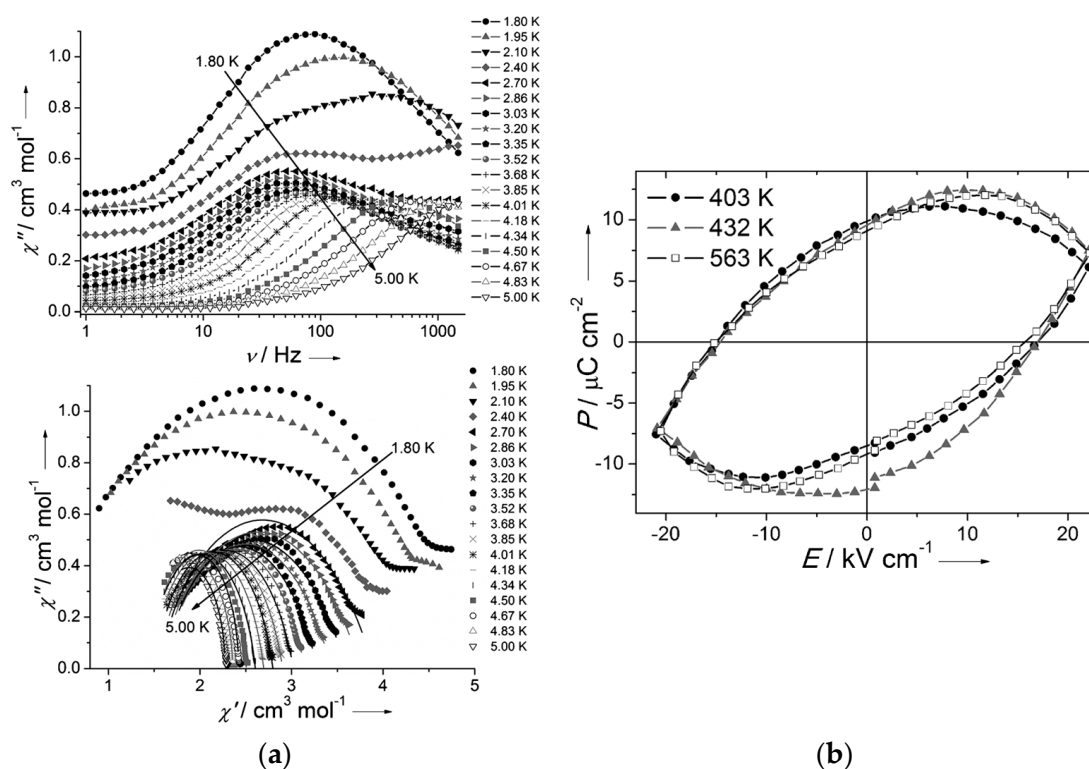 χ″ / cm³ mol⁻¹
1.0
0.8
0.6
0.4
0.2
0.0
1.80 K
5.00 K
1 10 100 1000
ν / Hz
1.80 K
1.95 K
2.10 K
2.40 K
2.70 K
2.86 K
3.03 K
3.20 K
3.35 K
3.52 K
3.68 K
3.85 K
4.01 K
4.18 K
4.34 K
4.50 K
4.67 K
4.83 K
5.00 K
χ″ / cm³ mol⁻¹
1.0
0.8
0.6
0.4
0.2
0.0
1.80 K
5.00 K
1 2 3 4 5
χ′ / cm³ mol⁻¹
1.80 K
1.95 K
2.10 K
2.40 K
2.70 K
2.86 K
3.03 K
3.20 K
3.35 K
3.52 K
3.68 K
3.85 K
4.01 K
4.18 K
4.34 K
4.50 K
4.67 K
4.83 K
5.00 K
(a)
P / μC cm⁻²
10
5
0
-5
-10
403 K
432 K
563 K
-20 -10 0 10 20
E / kV cm⁻¹
(b)